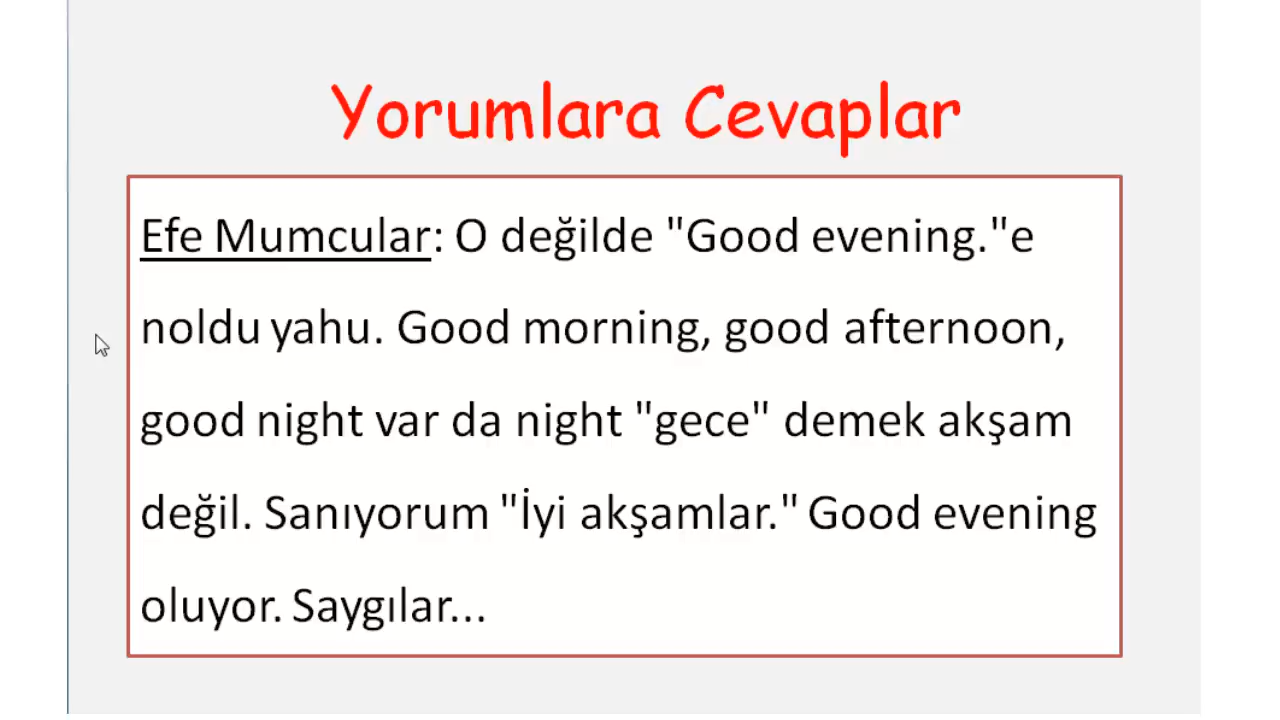 Yorumlara Cevaplar
Efe Mumcular: O değilde "Good evening."e
noldu yahu. Good morning, good afternoon,
good night var da night "gece" demek akşam
değil. Sanıyorum "İyi akşamlar." Good evening
oluyor. Saygılar...